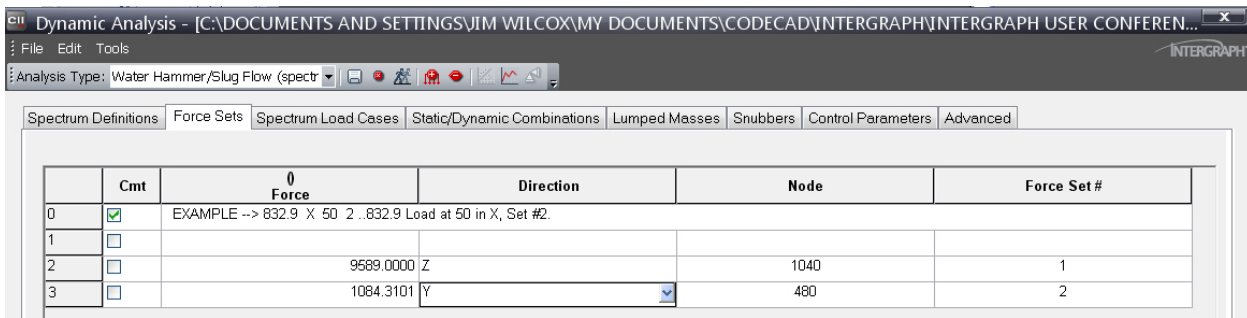 CII Dynamic Analysis - [C:\DOCUMENTS AND SETTINGS\JIM WILCOX\MY DOCUMENTS\CODECAD\INTERGRAPH\INTERGRAPH USER CONFEREN...
File Edit Tools INTERGRAPH
Analysis Type: Water Hammer/Slug Flow (spectr
Spectrum Definitions Force Sets Spectrum Load Cases Static/Dynamic Combinations Lumped Masses Snubbers Control Parameters Advanced
Cmt () Force Direction Node Force Set #
0 EXAMPLE --> 832.9 X 50 2 ..832.9 Load at 50 in X, Set #2.
1
2 9589.0000 Z 1040 1
3 1084.3101 Y 480 2